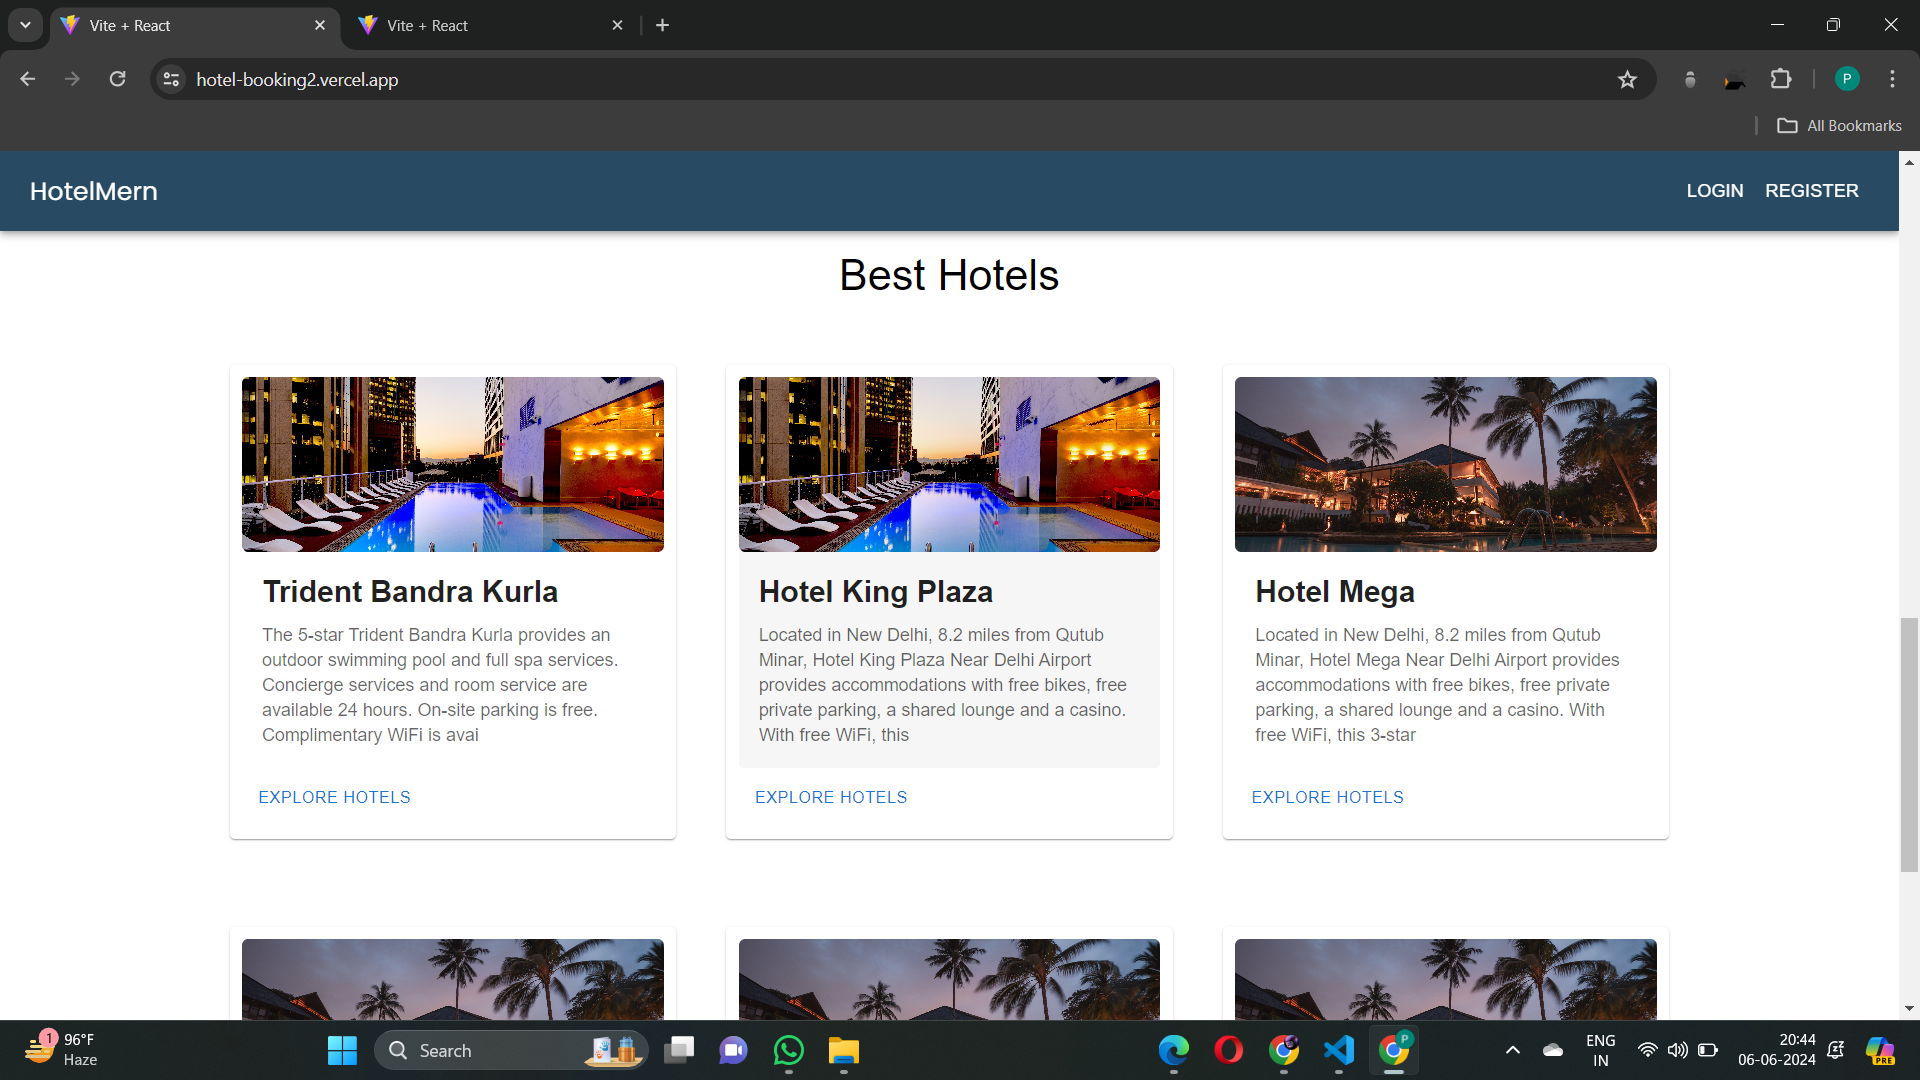 Vite + React
Vite + React
hotel-booking2.vercel.app
P
All Bookmarks
HotelMern
LOGIN REGISTER
Best Hotels
Trident Bandra Kurla
The 5-star Trident Bandra Kurla provides an
outdoor swimming pool and full spa services.
Concierge services and room service are
available 24 hours. On-site parking is free.
Complimentary WiFi is avai
EXPLORE HOTELS
Hotel King Plaza
Located in New Delhi, 8.2 miles from Qutub
Minar, Hotel King Plaza Near Delhi Airport
provides accommodations with free bikes, free
private parking, a shared lounge and a casino.
With free WiFi, this
EXPLORE HOTELS
Hotel Mega
Located in New Delhi, 8.2 miles from Qutub
Minar, Hotel Mega Near Delhi Airport provides
accommodations with free bikes, free private
parking, a shared lounge and a casino. With
free WiFi, this 3-star
EXPLORE HOTELS
1
96°F
Haze
Search
P
ENG
IN
20:44
06-06-2024
PRE